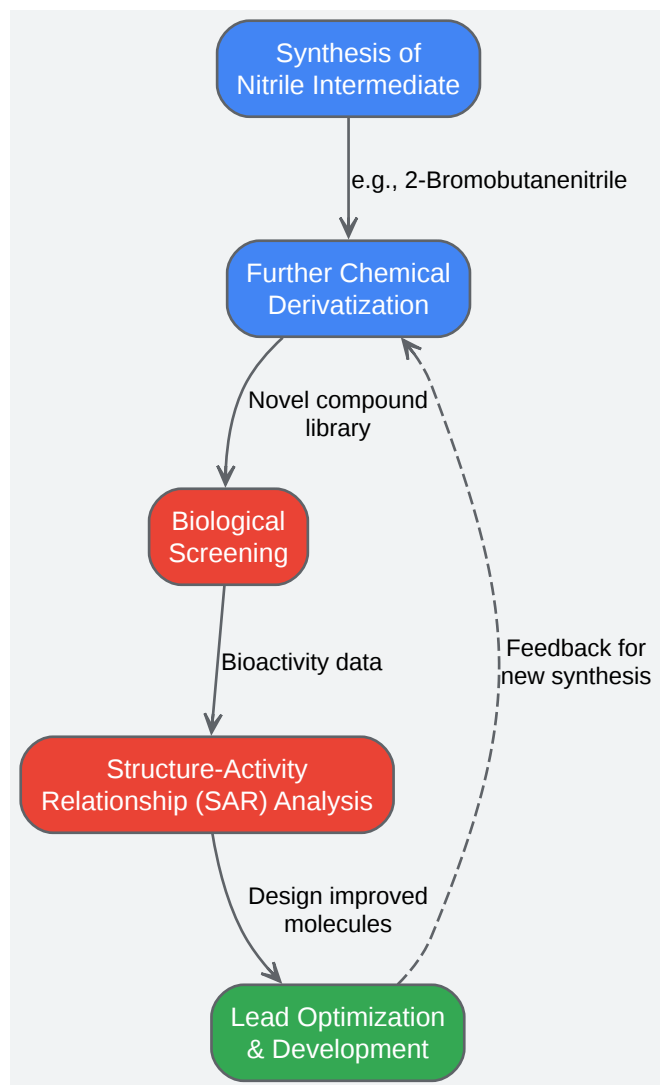 Synthesis of
Nitrile Intermediate
e.g., 2-Bromobutanenitrile
Further Chemical
Derivatization
Novel compound
library
Biological
Screening
Bioactivity data
Feedback for
new synthesis
Structure-Activity
Relationship (SAR) Analysis
Design improved
molecules
Lead Optimization
& Development